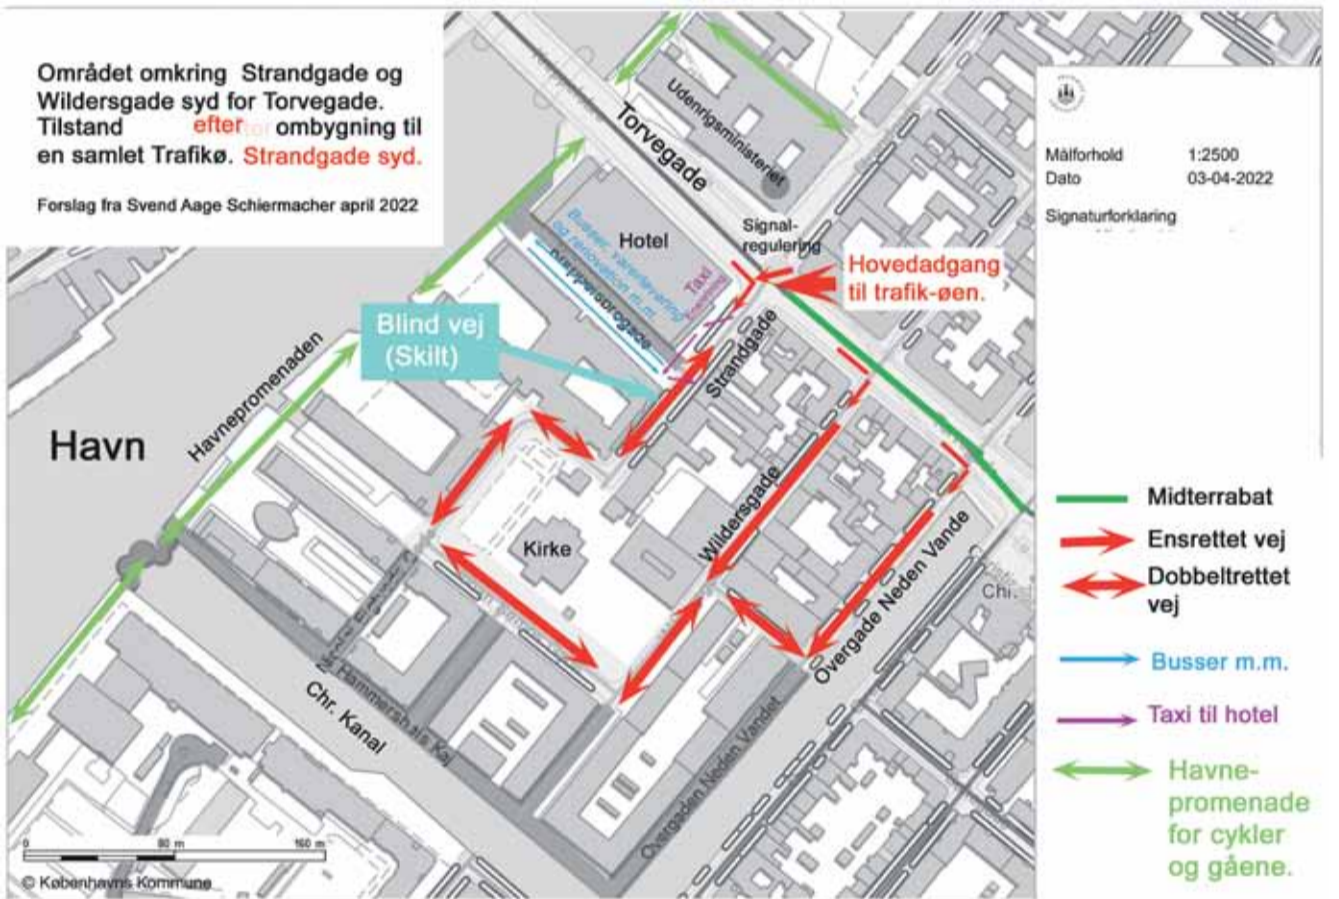 Området omkring Strandgade og
Wildersgade syd for Torvegade.
Tilstand efter ombygning til
en samlet Trafikø. Strandgade syd.
Forslag fra Svend Aage Schiermacher april 2022
Målforhold 1:2500
Dato 03-04-2022
Signaturforklaring
Udenrigsministeriet
Torvegade
Signal-
regulering
Hotel
Busser, varelevering
og renovation m.m.
Taxi
Hovedadgang
til trafik-øen.
Blind vej
(Skilt)
Strandgade
Havnepromenaden
Havn
Kirke
Wildersgade
Overgade Neden Vande
Chr. Kanal
Hammershøis Kaj
Overgaden Neden Vandet
Midterrabat
Ensrettet vej
Dobbeltrettet
vej
Busser m.m.
Taxi til hotel
Havne-
promenade
for cykler
og gåene.
0 80 m 160 m
© Københavns Kommune